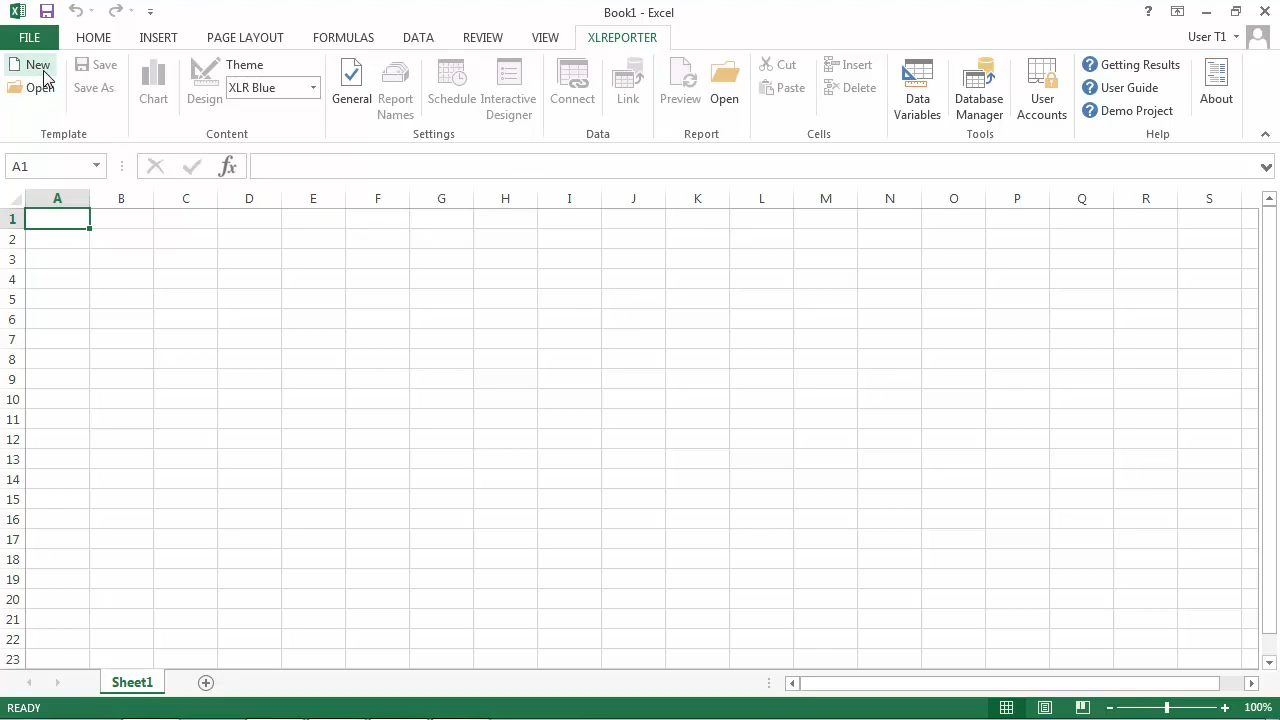 Book1 - Excel
FILE HOME INSERT PAGE LAYOUT FORMULAS DATA REVIEW VIEW XLREPORTER User T1
New Save Theme Cut Insert Getting Results
Open Save As Chart Design XLR Blue General Report Names Schedule Interactive Designer Connect Link Preview Open Paste Delete Data Variables Database Manager User Accounts User Guide About
Demo Project
Template Content Settings Data Report Cells Tools Help
A1 fx
A B C D E F G H I J K L M N O P Q R S
1
2
3
4
5
6
7
8
9
10
11
12
13
14
15
16
17
18
19
20
21
22
23
Sheet1
READY 100%